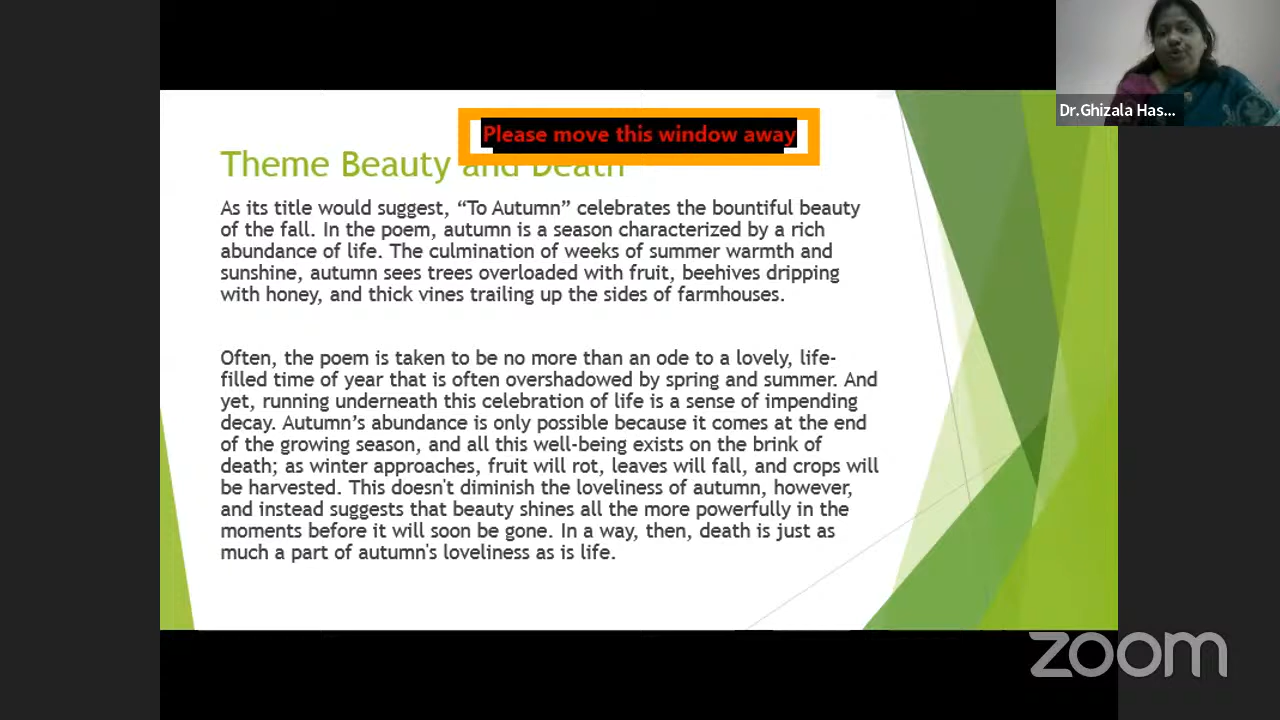 Dr.Ghizala Has...
Please move this window away
Theme Beauty and Death
As its title would suggest, “To Autumn” celebrates the bountiful beauty
of the fall. In the poem, autumn is a season characterized by a rich
abundance of life. The culmination of weeks of summer warmth and
sunshine, autumn sees trees overloaded with fruit, beehives dripping
with honey, and thick vines trailing up the sides of farmhouses.
Often, the poem is taken to be no more than an ode to a lovely, life-
filled time of year that is often overshadowed by spring and summer. And
yet, running underneath this celebration of life is a sense of impending
decay. Autumn’s abundance is only possible because it comes at the end
of the growing season, and all this well-being exists on the brink of
death; as winter approaches, fruit will rot, leaves will fall, and crops will
be harvested. This doesn't diminish the loveliness of autumn, however,
and instead suggests that beauty shines all the more powerfully in the
moments before it will soon be gone. In a way, then, death is just as
much a part of autumn's loveliness as is life.
zoom